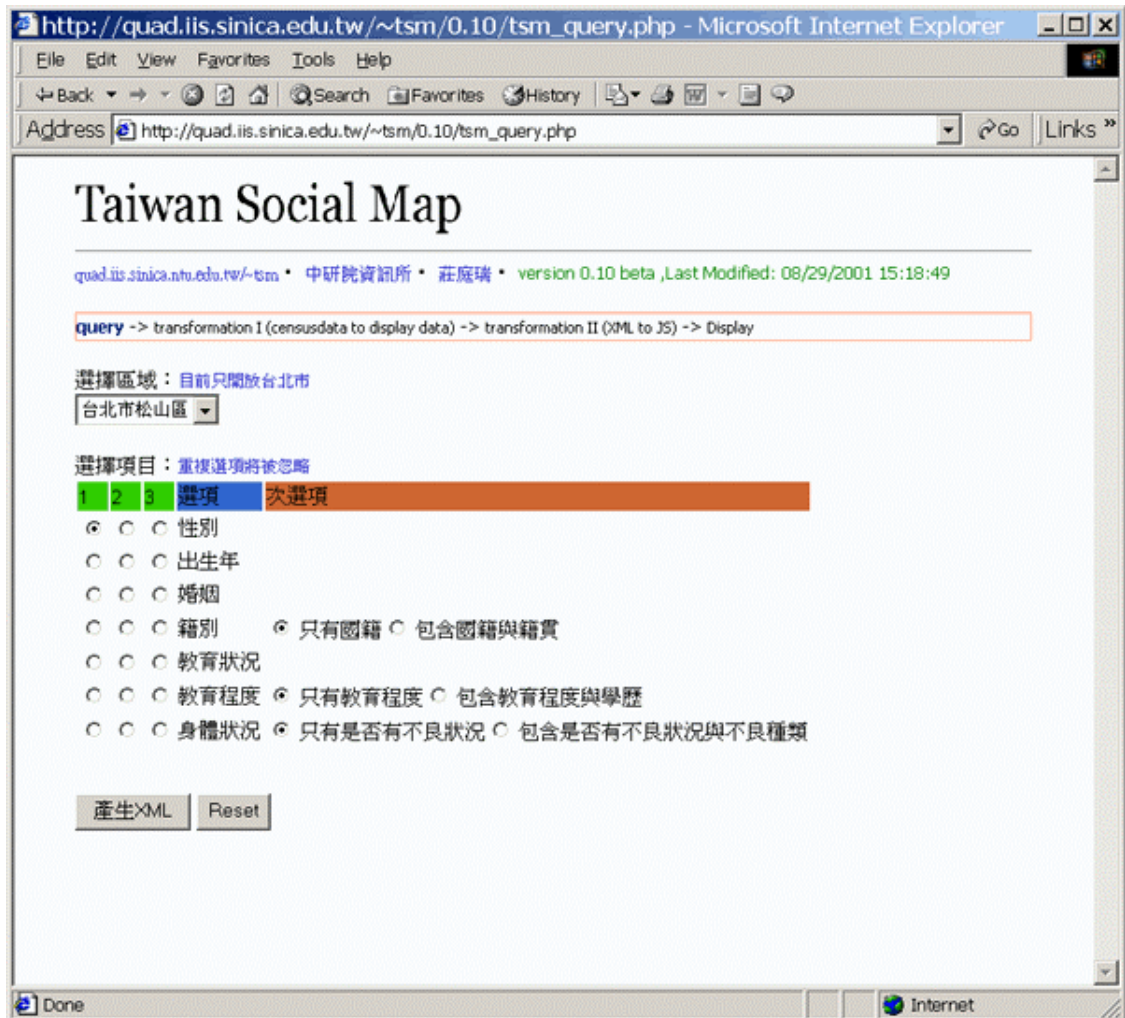 http://quad.iis.sinica.edu.tw/~tsm/0.10/tsm_query.php - Microsoft Internet Explorer
File Edit View Favorites Tools Help
Back Search Favorites History
Address http://quad.iis.sinica.edu.tw/~tsm/0.10/tsm_query.php Go Links »
Taiwan Social Map
quad.iis.sinica.ntu.edu.tw/~tsm • 中研院資訊所 • 莊庭瑞 • version 0.10 beta ,Last Modified: 08/29/2001 15:18:49
query -> transformation I (censusdata to display data) -> transformation II (XML to JS) -> Display
選擇區域：目前只開放台北市
台北市松山區
選擇項目：重複選項將被忽略
1 2 3 選項 次選項
性別
出生年
婚姻
籍別 只有國籍 包含國籍與籍貫
教育狀況
教育程度 只有教育程度 包含教育程度與學歷
身體狀況 只有是否有不良狀況 包含是否有不良狀況與不良種類
產生XML Reset
Done Internet